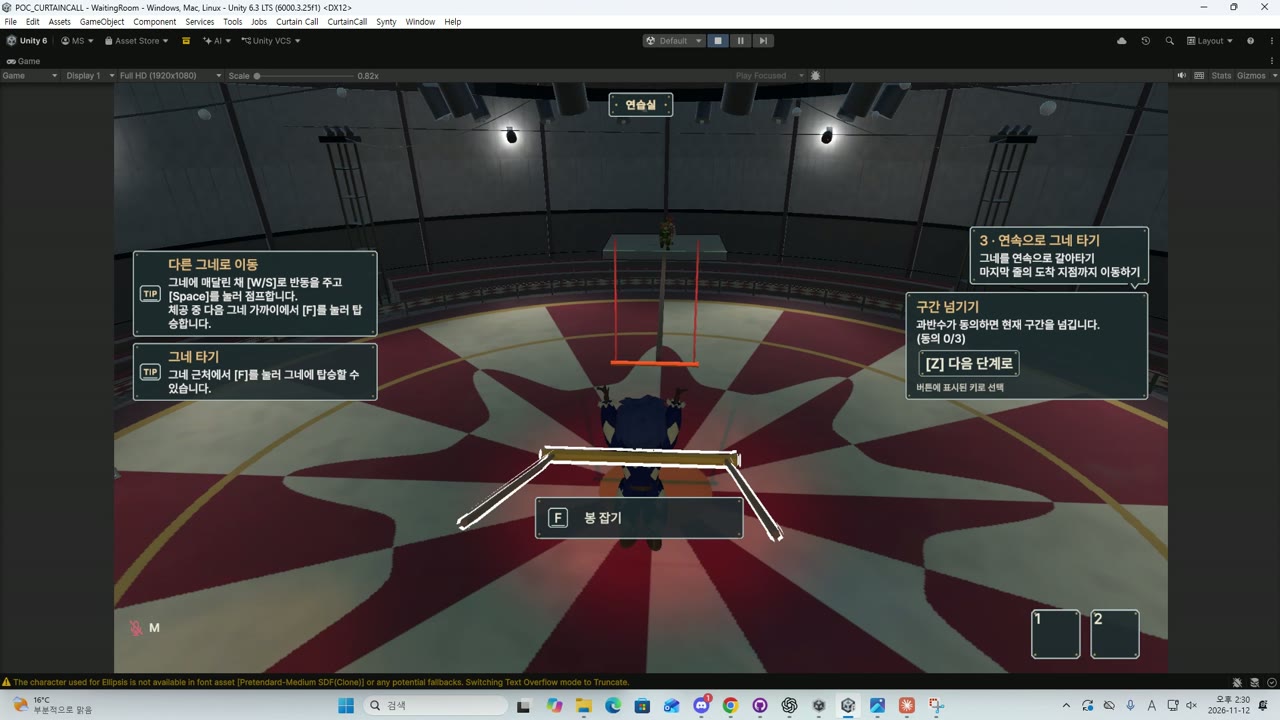 POC_CURTAINCALL - WaitingRoom - Windows, Mac, Linux - Unity 6.3 LTS (6000.3.25f1) <DX12>
File Edit Assets GameObject Component Services Tools Jobs Curtain Call CurtainCall Synty Window Help
Unity 6 MS Asset Store AI Unity VCS Default Layout
Game
Game Display 1 Full HD (1920x1080) Scale 0.82x Play Focused Stats Gizmos
연습실
다른 그네로 이동
TIP
그네에 매달린 채 [W/S]로 반동을 주고
[Space]를 눌러 점프합니다.
체공 중 다음 그네 가까이에서 [F]를 눌러 탑
승합니다.
그네 타기
TIP
그네 근처에서 [F]를 눌러 그네에 탑승할 수
있습니다.
3 · 연속으로 그네 타기
그네를 연속으로 갈아타기
마지막 줄의 도착 지점까지 이동하기
구간 넘기기
과반수가 동의하면 현재 구간을 넘깁니다.
(동의 0/3)
[Z] 다음 단계로
버튼에 표시된 키로 선택
F 봉 잡기
M
1 2
The character used for Ellipsis is not available in font asset [Pretendard-Medium SDF(Clone)] or any potential fallbacks. Switching Text Overflow mode to Truncate.
16°C
부분적으로 맑음
검색
1
A
오후 2:30
2026-11-12